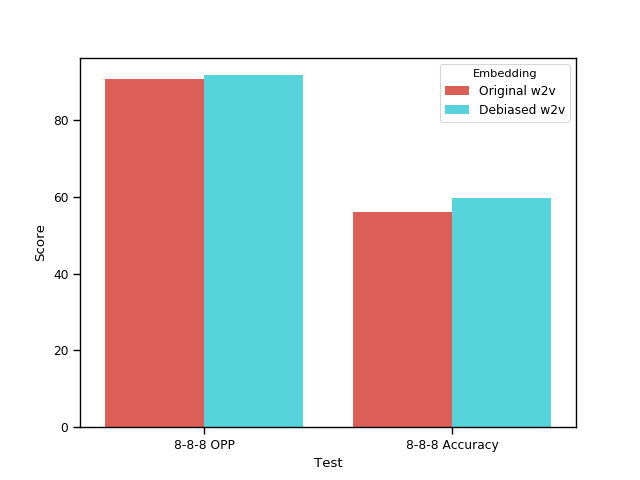 Embedding
Original w2v
Debiased w2v
80
60
40
20
0
Score
8-8-8 OPP
8-8-8 Accuracy
Test